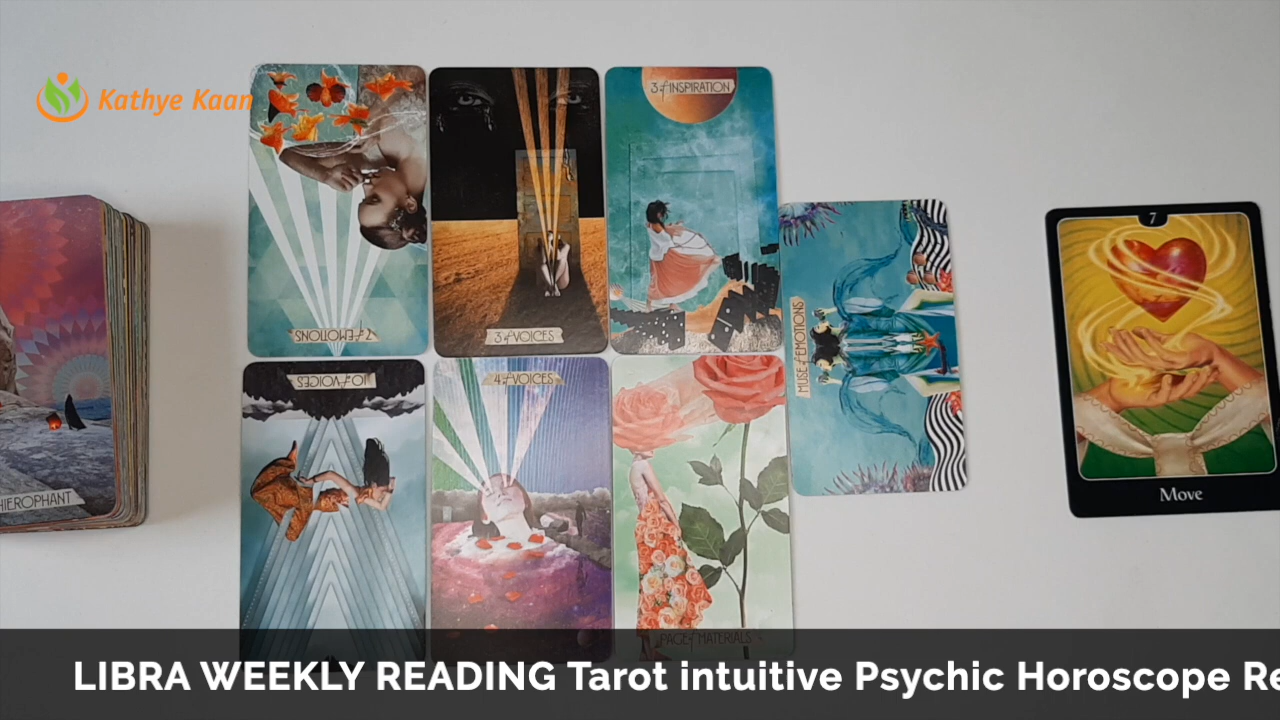 Kathye Kaan
3 of INSPIRATION
7 of EMOTIONS
3 of VOICES
MUSE of EMOTIONS
7
10 of VOICES
4 of VOICES
HIEROPHANT
Move
PAGE of MATERIALS
LIBRA WEEKLY READING Tarot intuitive Psychic Horoscope Re